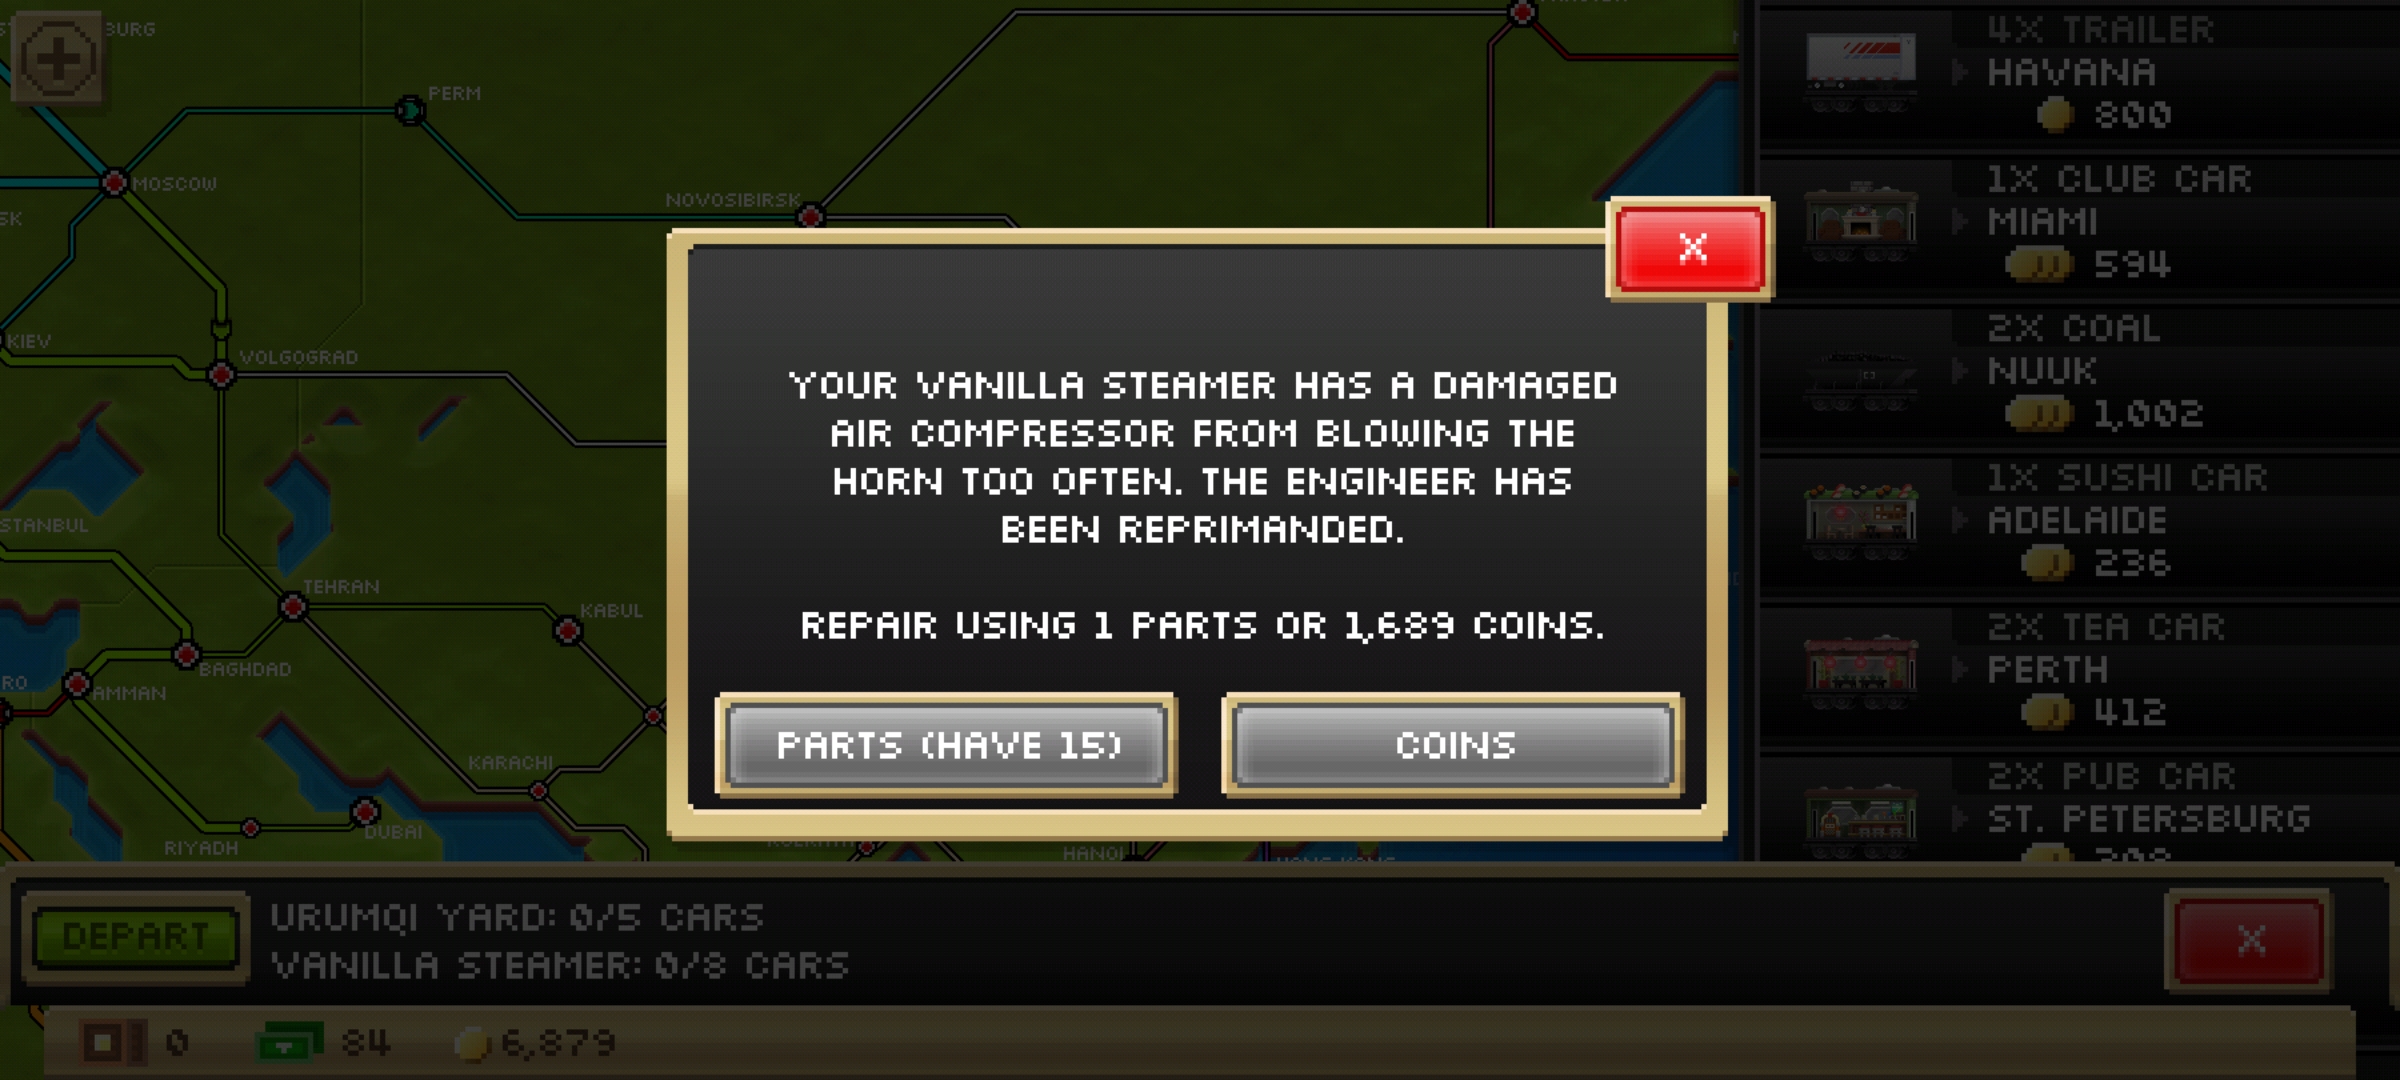 BURG
PERM
MOSCOW
NOVOSIBIRSK
SK
KIEV
VOLGOGRAD
STANBUL
TEHRAN
KABUL
BAGHDAD
RO
AMMAN
KARACHI
DUBAI
RIYADH
HANOI
4X TRAILER
HAVANA
800
1X CLUB CAR
MIAMI
594
2X COAL
NUUK
1,002
1X SUSHI CAR
ADELAIDE
236
2X TEA CAR
PERTH
412
2X PUB CAR
ST. PETERSBURG
X
YOUR VANILLA STEAMER HAS A DAMAGED
AIR COMPRESSOR FROM BLOWING THE
HORN TOO OFTEN. THE ENGINEER HAS
BEEN REPRIMANDED.
REPAIR USING 1 PARTS OR 1,689 COINS.
PARTS (HAVE 15)
COINS
DEPART
URUMQI YARD: 0/5 CARS
VANILLA STEAMER: 0/8 CARS
X
0
84
6,879